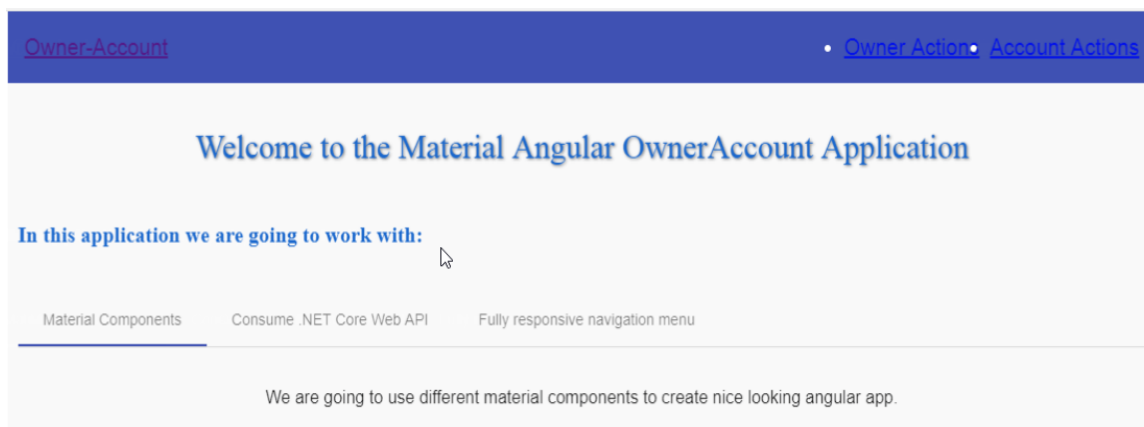 Owner-Account
• Owner Actions • Account Actions
Welcome to the Material Angular OwnerAccount Application
In this application we are going to work with:
Material Components Consume .NET Core Web API Fully responsive navigation menu
We are going to use different material components to create nice looking angular app.